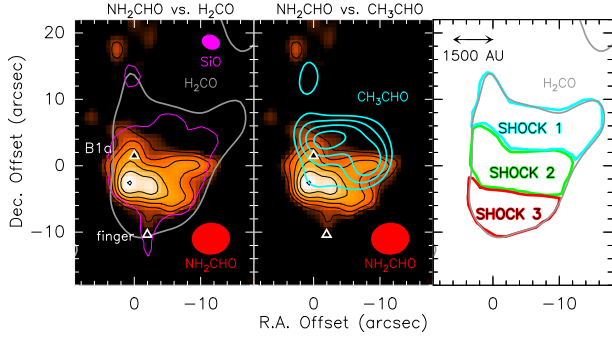 NH₂CHO vs. H₂CO
NH₂CHO vs. CH₃CHO
20
10
0
−10
Dec. Offset (arcsec)
SiO
H₂CO
B1a
finger
NH₂CHO
0
−10
CH₃CHO
NH₂CHO
0
−10
1500 AU
H₂CO
SHOCK 1
SHOCK 2
SHOCK 3
0
−10
R.A. Offset (arcsec)